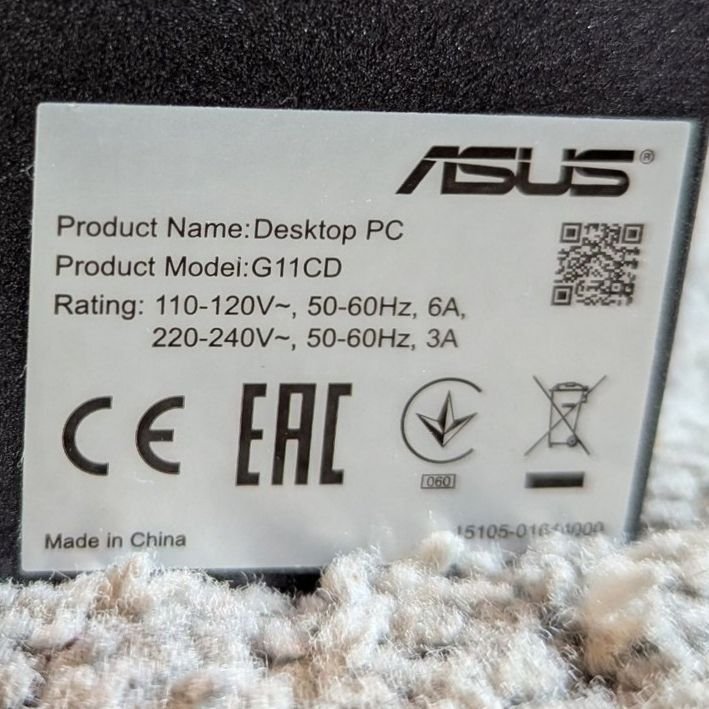 ASUS®
Product Name:Desktop PC
Product Model:G11CD
Rating: 110-120V~, 50-60Hz, 6A,
220-240V~, 50-60Hz, 3A
CE EAC
060
Made in China